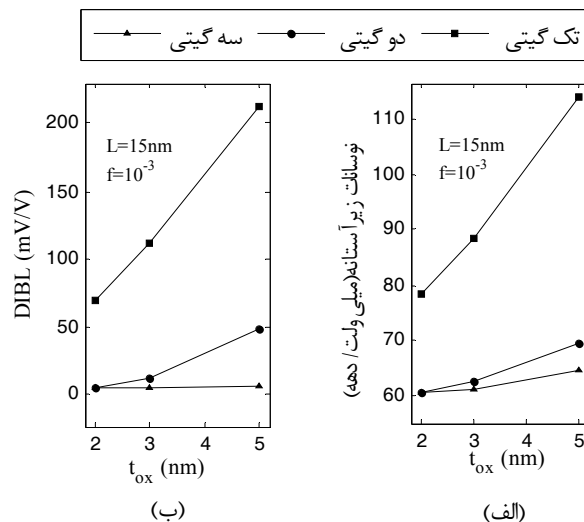 تک گیتی دو گیتی سه گیتی
نوسانات زیرآستانه(میلی ولت/ دهه)
110
100
90
80
70
60
L=15nm
f=10⁻³
2 3 4 5
t_ox (nm)
(الف)
DIBL (mV/V)
200
150
100
50
0
L=15nm
f=10⁻³
2 3 4 5
t_ox (nm)
(ب)